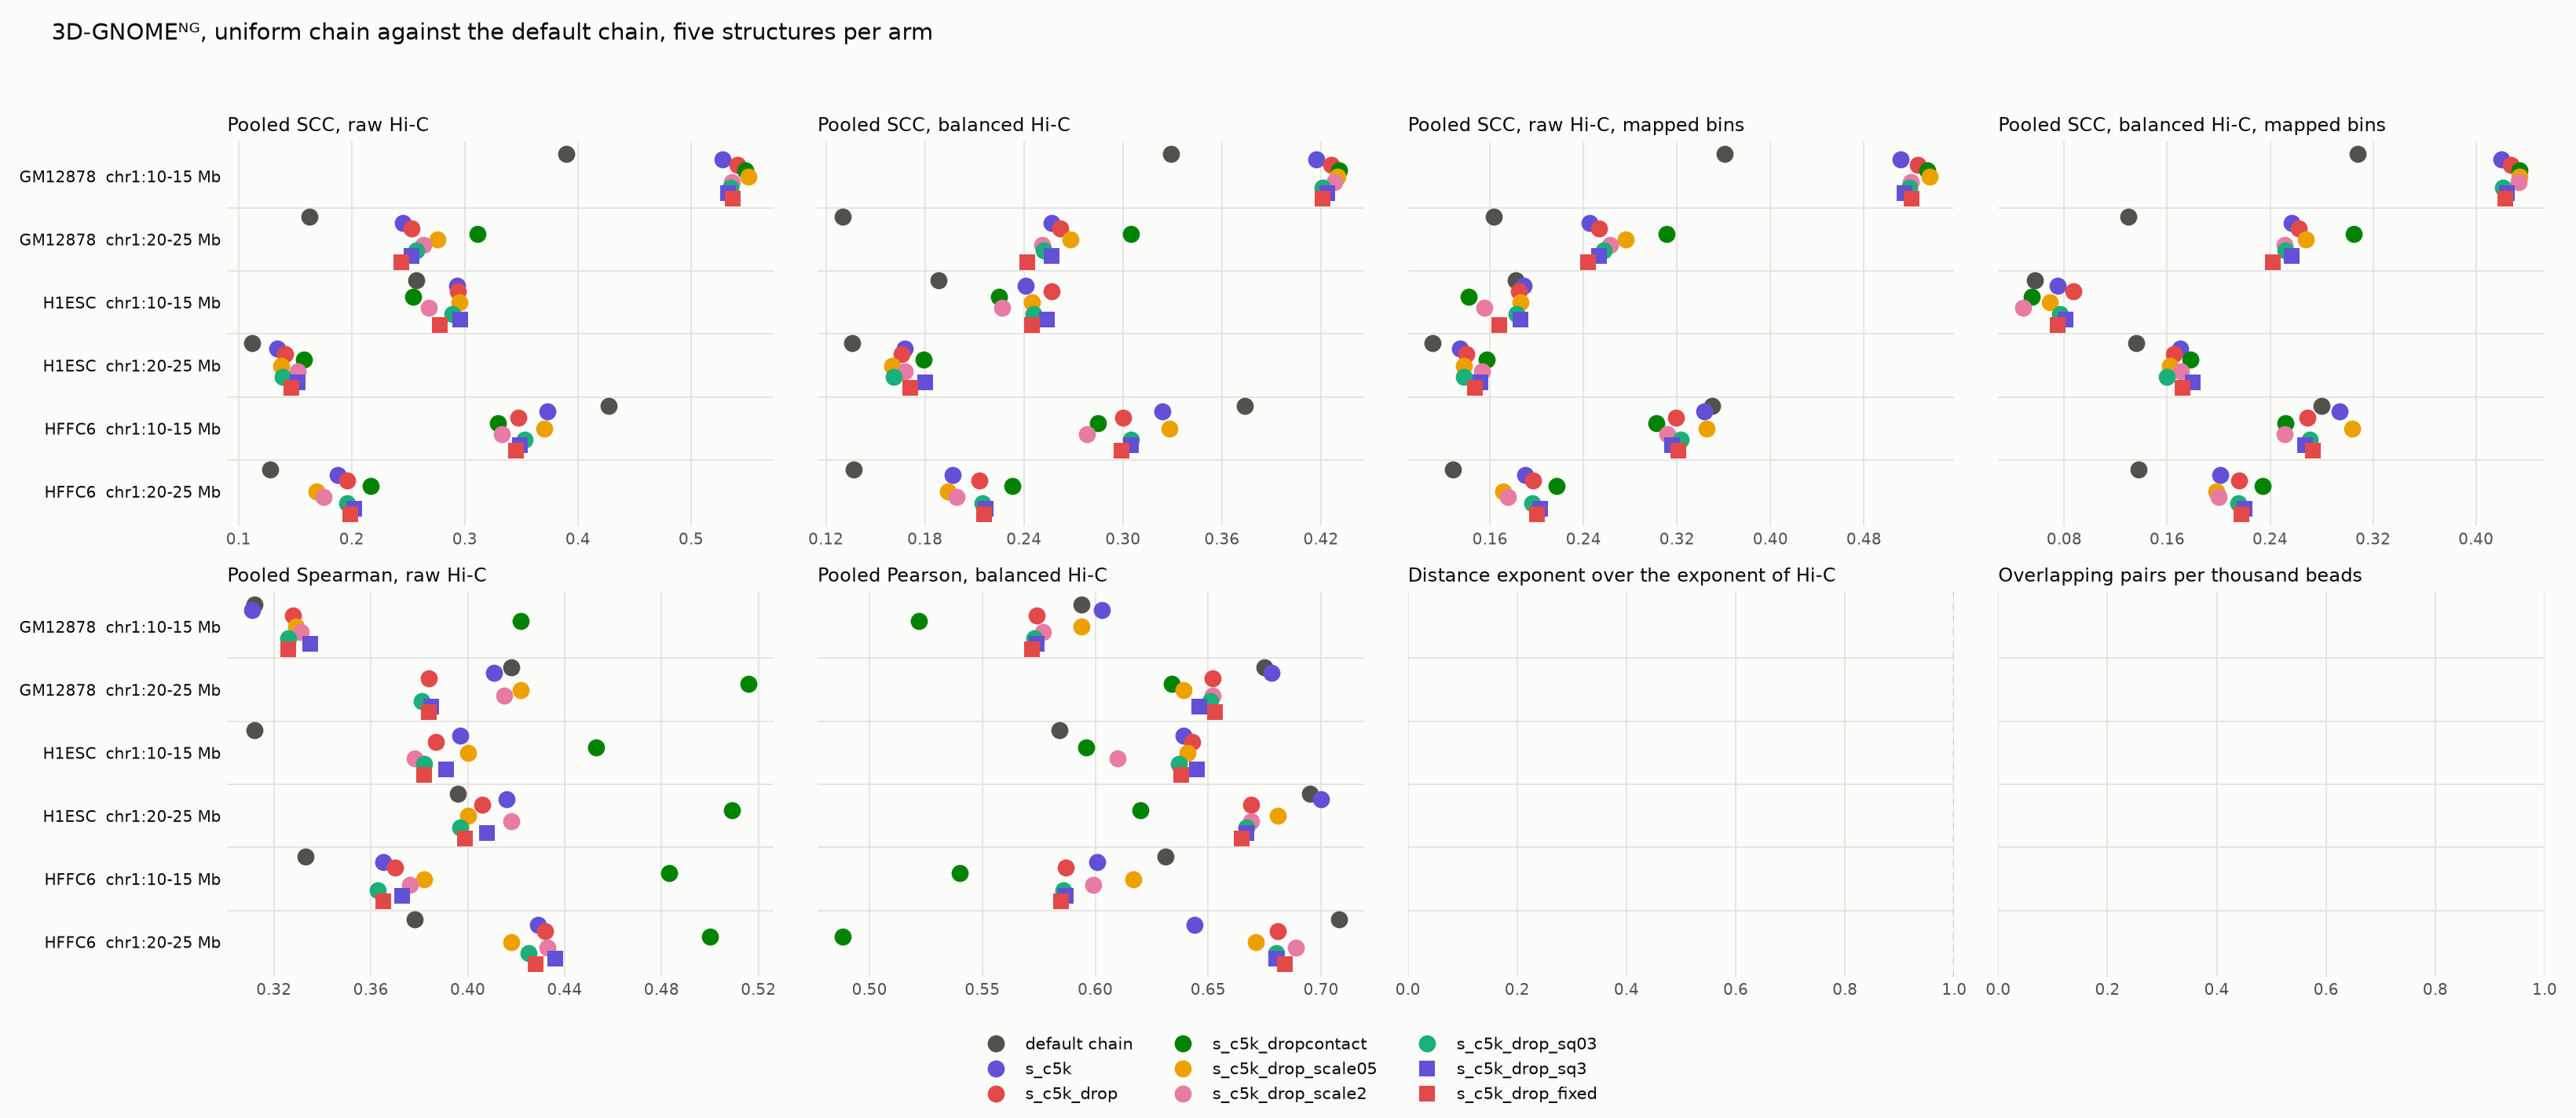 3D-GNOMEᴺᴳ, uniform chain against the default chain, five structures per arm
Pooled SCC, raw Hi-C
Pooled SCC, balanced Hi-C
Pooled SCC, raw Hi-C, mapped bins
Pooled SCC, balanced Hi-C, mapped bins
GM12878 chr1:10-15 Mb
GM12878 chr1:20-25 Mb
H1ESC chr1:10-15 Mb
H1ESC chr1:20-25 Mb
HFFC6 chr1:10-15 Mb
HFFC6 chr1:20-25 Mb
0.1 0.2 0.3 0.4 0.5
0.12 0.18 0.24 0.30 0.36 0.42
0.16 0.24 0.32 0.40 0.48
0.08 0.16 0.24 0.32 0.40
Pooled Spearman, raw Hi-C
Pooled Pearson, balanced Hi-C
Distance exponent over the exponent of Hi-C
Overlapping pairs per thousand beads
GM12878 chr1:10-15 Mb
GM12878 chr1:20-25 Mb
H1ESC chr1:10-15 Mb
H1ESC chr1:20-25 Mb
HFFC6 chr1:10-15 Mb
HFFC6 chr1:20-25 Mb
0.32 0.36 0.40 0.44 0.48 0.52
0.50 0.55 0.60 0.65 0.70
0.0 0.2 0.4 0.6 0.8 1.0
0.0 0.2 0.4 0.6 0.8 1.0
default chain
s_c5k
s_c5k_drop
s_c5k_dropcontact
s_c5k_drop_scale05
s_c5k_drop_scale2
s_c5k_drop_sq03
s_c5k_drop_sq3
s_c5k_drop_fixed